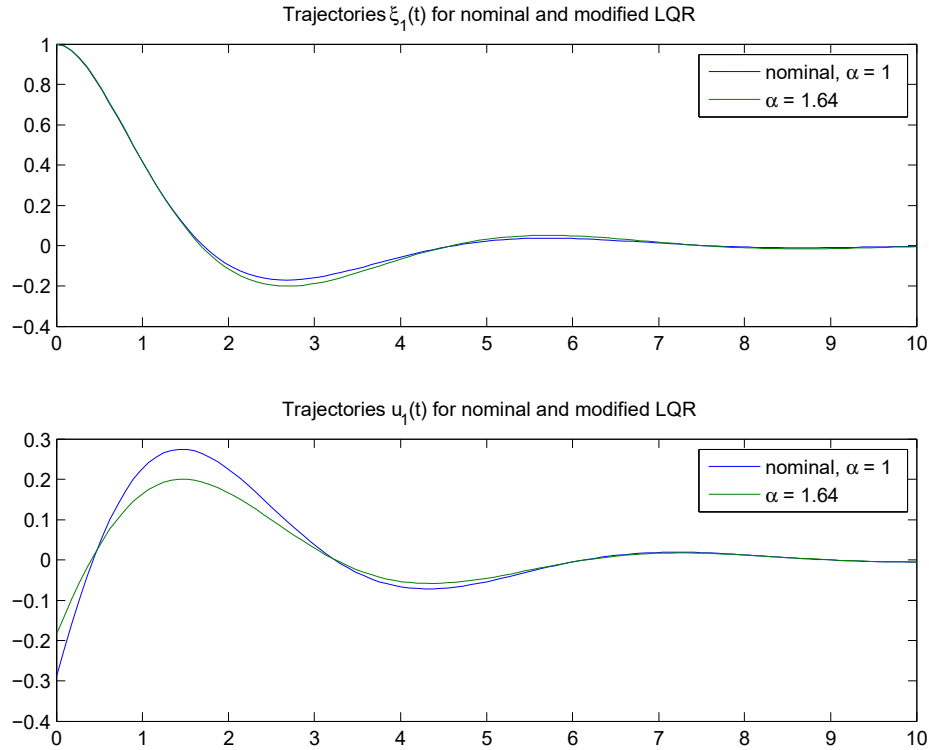 Trajectories ξ₁(t) for nominal and modified LQR
1
0.8
0.6
0.4
0.2
0
−0.2
−0.4
nominal, α = 1
α = 1.64
0 1 2 3 4 5 6 7 8 9 10
Trajectories u₁(t) for nominal and modified LQR
0.3
0.2
0.1
0
−0.1
−0.2
−0.3
−0.4
nominal, α = 1
α = 1.64
0 1 2 3 4 5 6 7 8 9 10